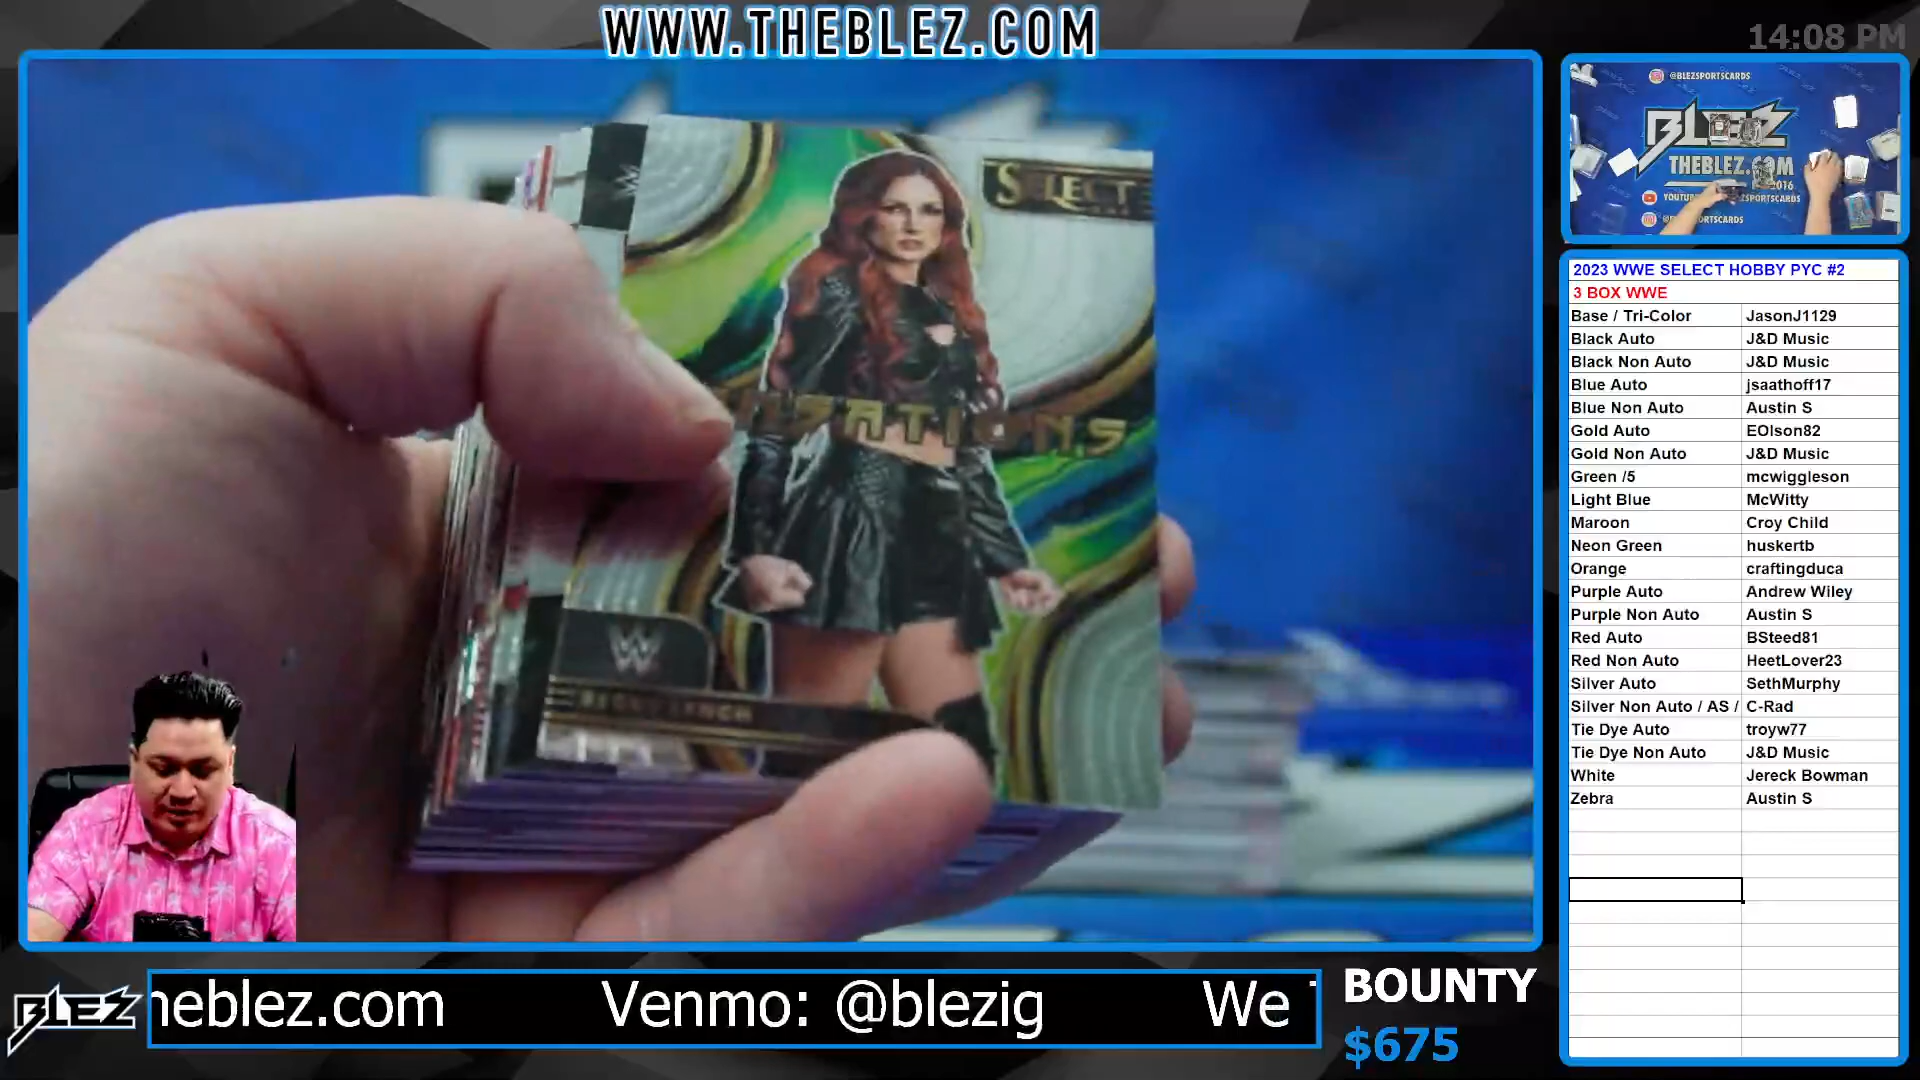 WWW.THEBLEZ.COM
14:08 PM
@BLEZSPORTSCARDS
BLEZ
THEBLEZ.COM
SELECT
NSATIONS
W
BECKY LYNCH
2023 WWE SELECT HOBBY PYC #2
3 BOX WWE
Base / Tri-Color JasonJ1129
Black Auto J&D Music
Black Non Auto J&D Music
Blue Auto jsaathoff17
Blue Non Auto Austin S
Gold Auto EOlson82
Gold Non Auto J&D Music
Green /5 mcwiggleson
Light Blue McWitty
Maroon Croy Child
Neon Green huskertb
Orange craftingduca
Purple Auto Andrew Wiley
Purple Non Auto Austin S
Red Auto BSteed81
Red Non Auto HeetLover23
Silver Auto SethMurphy
Silver Non Auto / AS / C-Rad
Tie Dye Auto troyw77
Tie Dye Non Auto J&D Music
White Jereck Bowman
Zebra Austin S
BLEZ
heblez.com Venmo: @blezig We
BOUNTY
$675